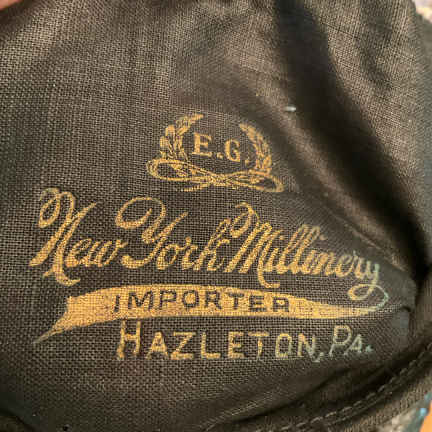 E.G.
New York Millinery
IMPORTER
HAZLETON, PA.